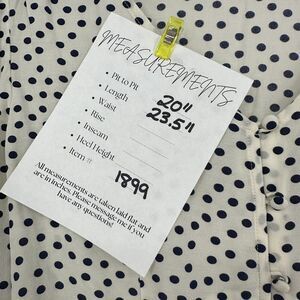 MEASUREMENTS
• Pit to Pit 20"
• Length 23.5"
• Waist
• Rise
• Inseam
• Heel Height
• Item # 1899
All measurements are taken laid flat and
are in inches. Please message me if you
have any questions!